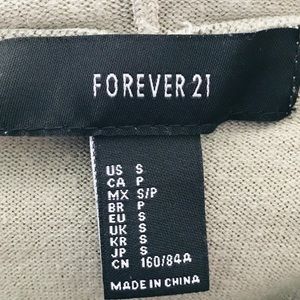 FOREVER 21
US S
CA P
MX S/P
BR P
EU S
UK S
KR S
JP S
CN 160/84A
MADE IN CHINA